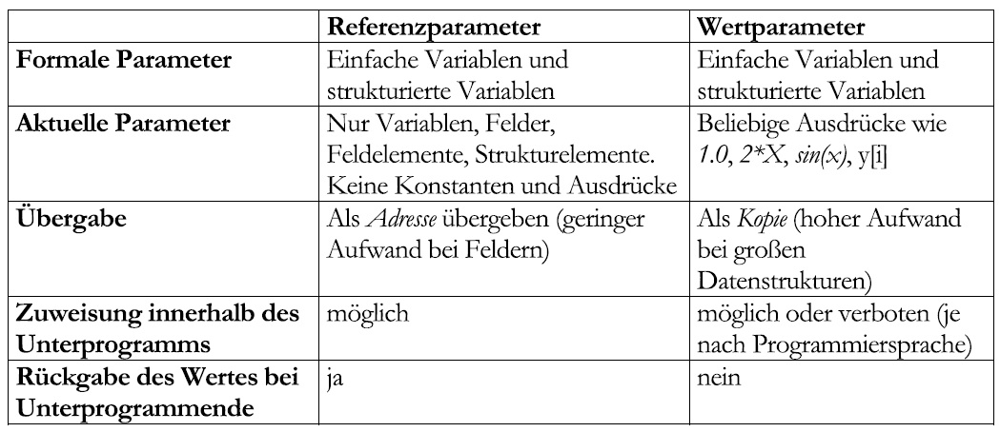 Referenzparameter Wertparameter
Formale Parameter Einfache Variablen und Einfache Variablen und
strukturierte Variablen strukturierte Variablen
Aktuelle Parameter Nur Variablen, Felder, Beliebige Ausdrücke wie
Feldelemente, Strukturelemente. 1.0, 2*X, sin(x), y[i]
Keine Konstanten und Ausdrücke
Übergabe Als Adresse übergeben (geringer Als Kopie (hoher Aufwand
Aufwand bei Feldern) bei großen
Datenstrukturen)
Zuweisung innerhalb des möglich möglich oder verboten (je
Unterprogramms nach Programmiersprache)
Rückgabe des Wertes bei ja nein
Unterprogrammende